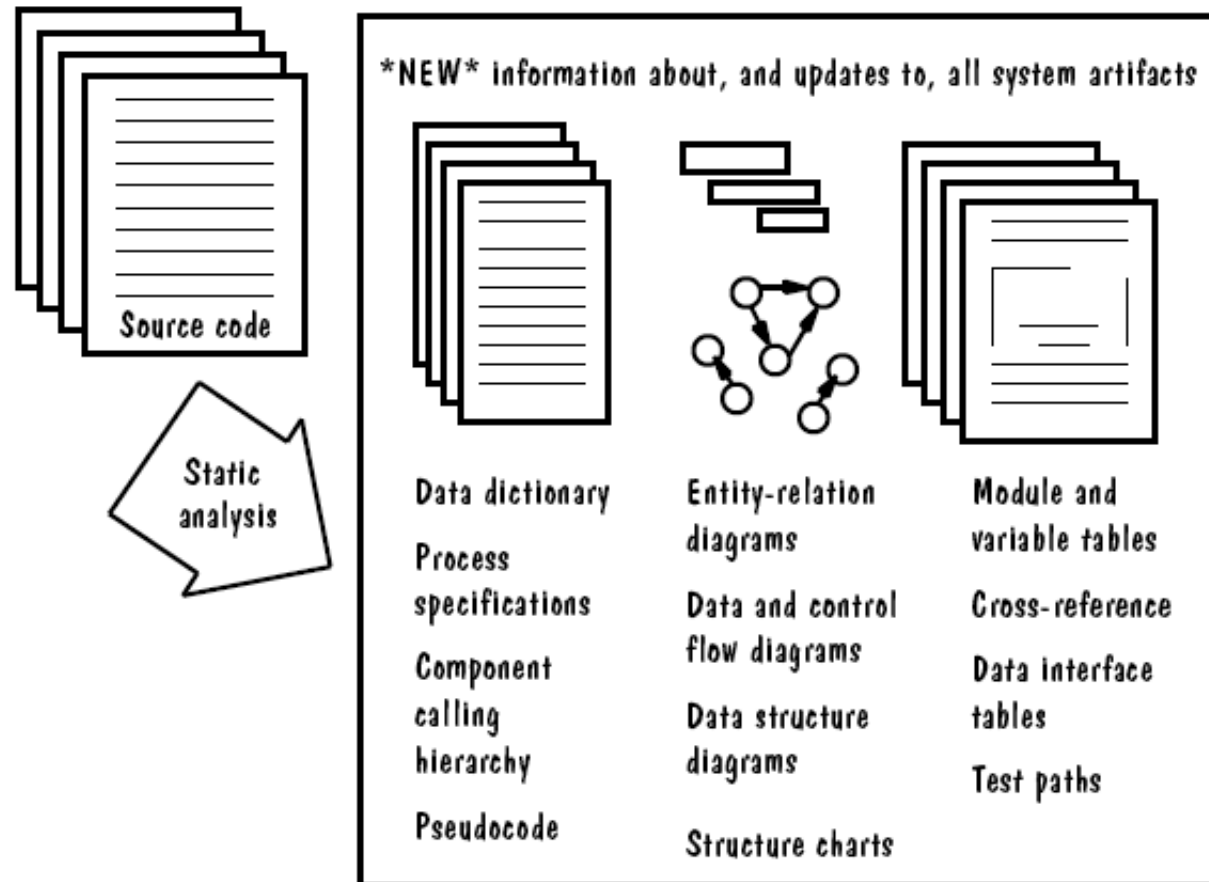 *NEW* information about, and updates to, all system artifacts
Source code
Static
analysis
Data dictionary
Process
specifications
Component
calling
hierarchy
Pseudocode
Entity-relation
diagrams
Data and control
flow diagrams
Data structure
diagrams
Structure charts
Module and
variable tables
Cross-reference
Data interface
tables
Test paths